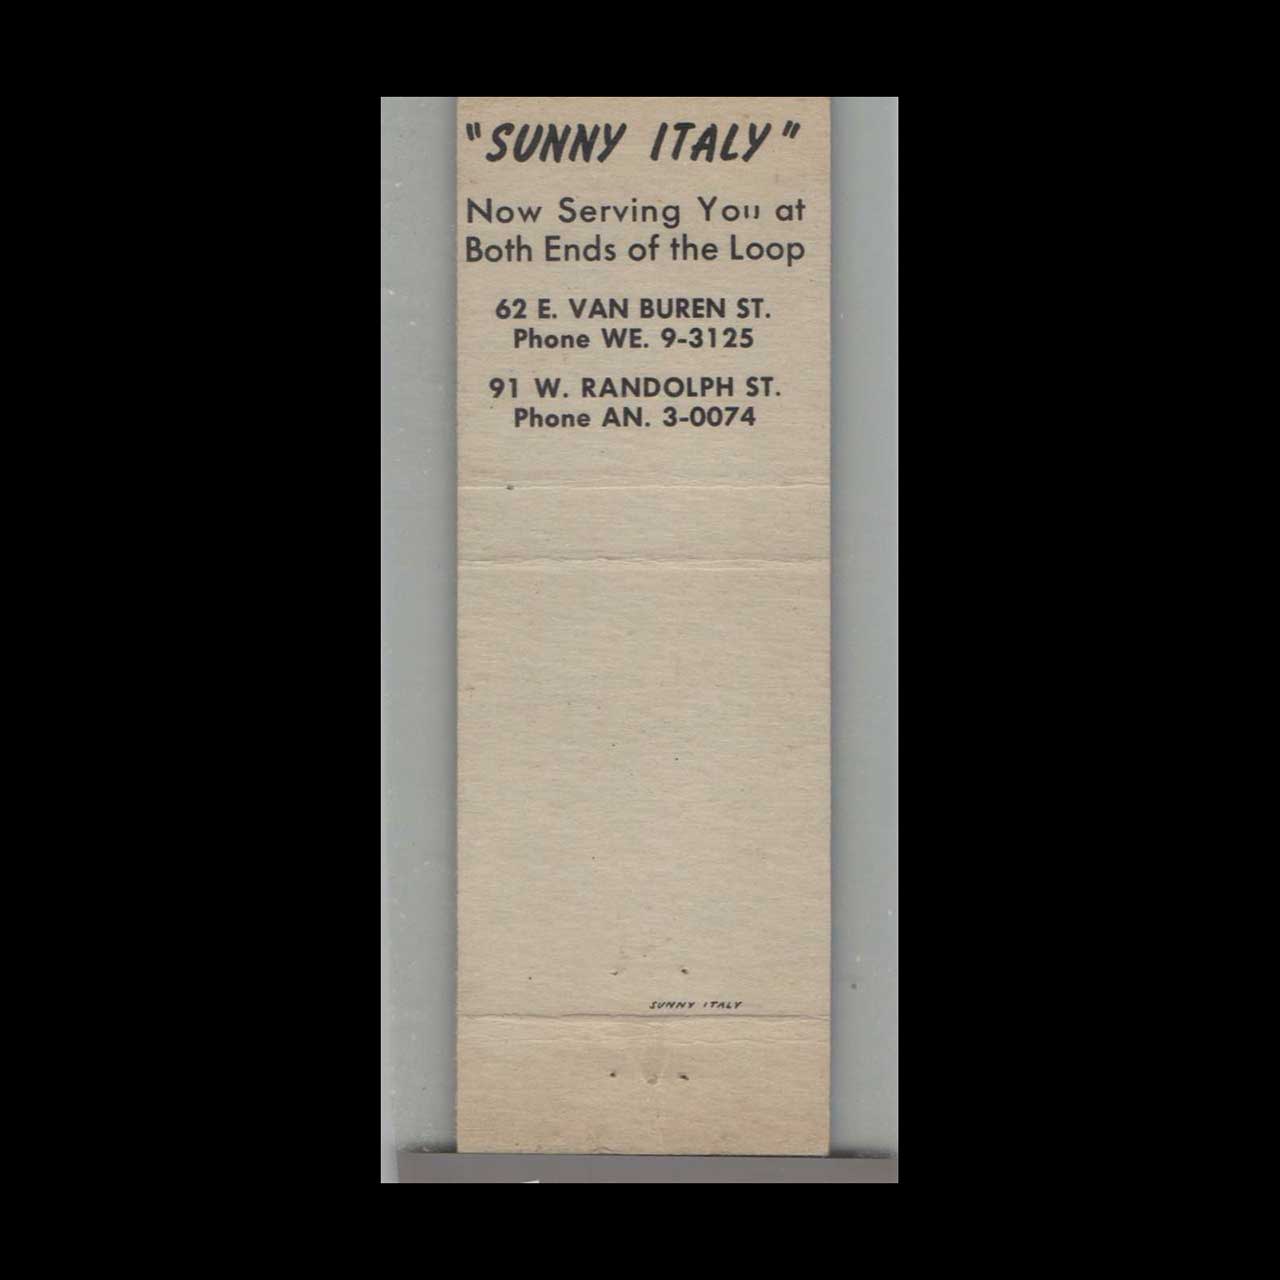 "SUNNY ITALY"
Now Serving You at
Both Ends of the Loop
62 E. VAN BUREN ST.
Phone WE. 9-3125
91 W. RANDOLPH ST.
Phone AN. 3-0074
SUNNY ITALY